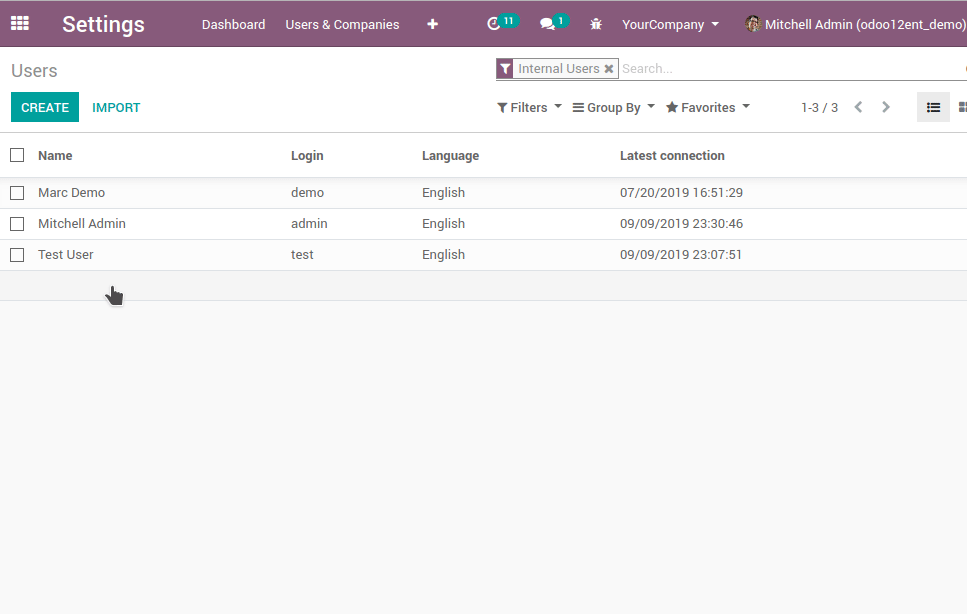 Settings Dashboard Users & Companies 11 1 YourCompany Mitchell Admin (odoo12ent_demo)
Users Internal Users Search...
CREATE IMPORT Filters Group By Favorites 1-3 / 3
Name Login Language Latest connection
Marc Demo demo English 07/20/2019 16:51:29
Mitchell Admin admin English 09/09/2019 23:30:46
Test User test English 09/09/2019 23:07:51